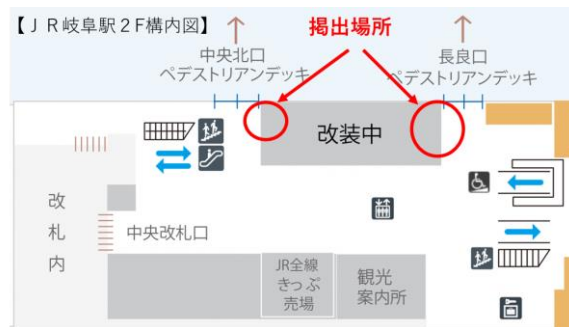 【ＪＲ岐阜駅２Ｆ構内図】
掲出場所
中央北口
ペデストリアンデッキ
長良口
ペデストリアンデッキ
改装中
改札内
中央改札口
JR全線
きっぷ
売場
観光
案内所